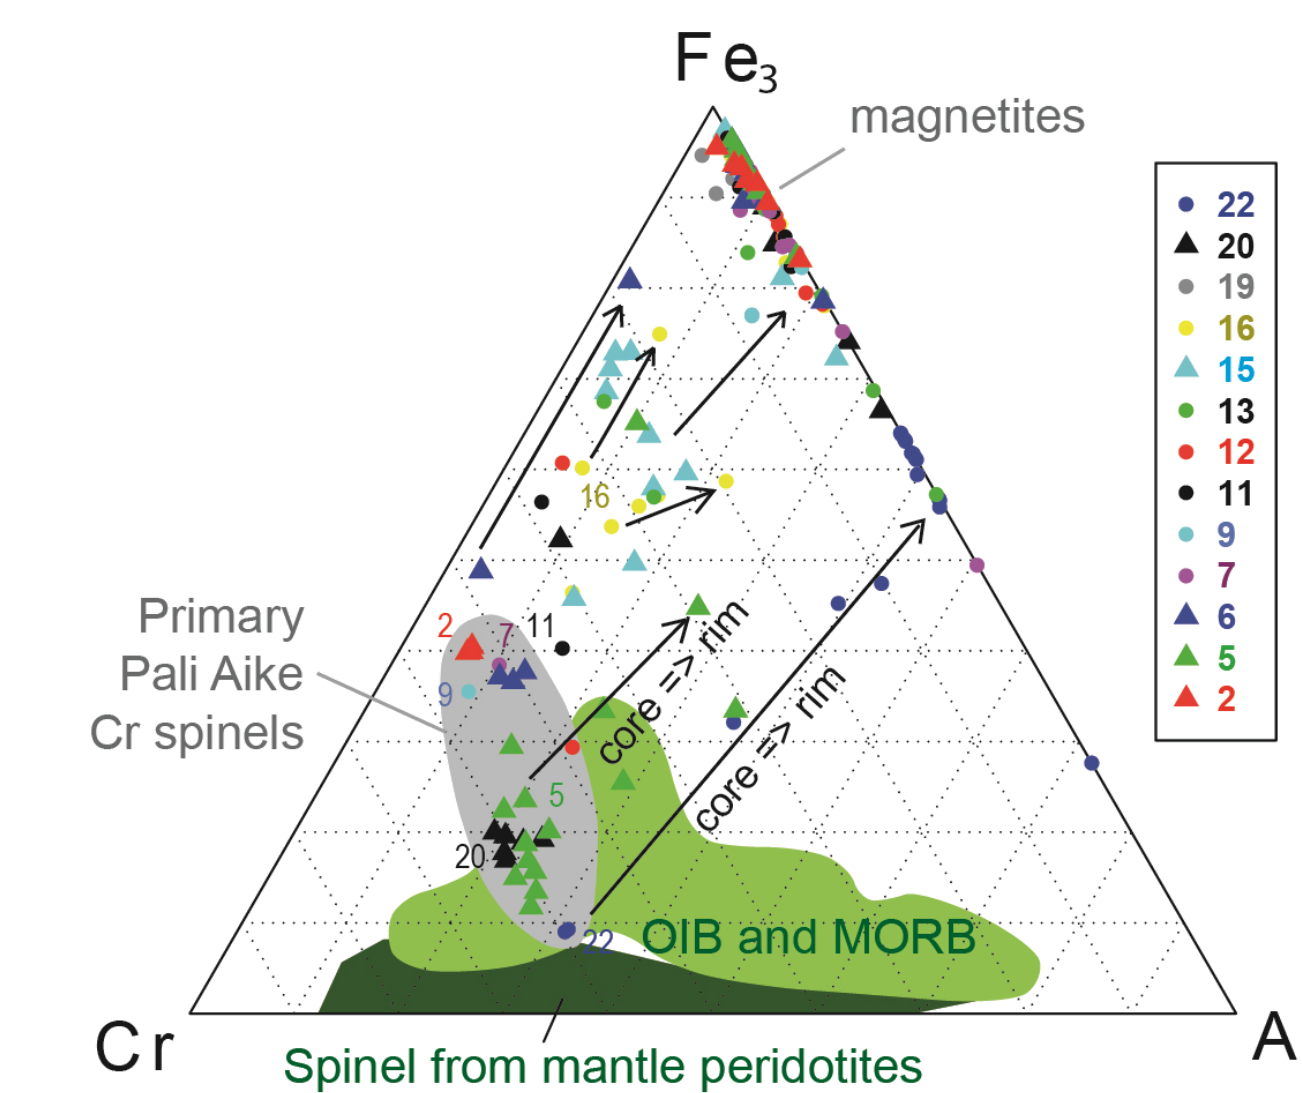 Fe3
magnetites
22
20
19
16
15
13
12
11
9
7
6
5
2
16
Primary
Pali Aike
Cr spinels
2
7
11
9
core => rim
core => rim
5
20
22
OIB and MORB
Cr
A
Spinel from mantle peridotites